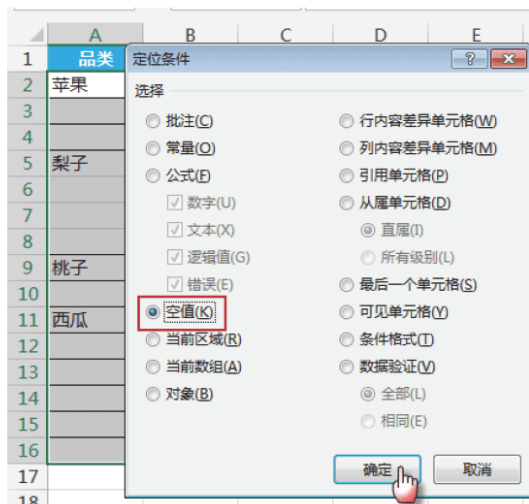 A B C D E
1 品类 定位条件
2 苹果 选择
3 批注(C) 行内容差异单元格(W)
4 常量(O) 列内容差异单元格(M)
5 梨子 公式(F) 引用单元格(P)
6 数字(U) 从属单元格(D)
7 文本(X) 直属(I)
8 逻辑值(G) 所有级别(L)
9 桃子 错误(E) 最后一个单元格(S)
10 空值(K) 可见单元格(Y)
11 西瓜 当前区域(R) 条件格式(T)
12 当前数组(A) 数据验证(V)
13 对象(B) 全部(L)
14 相同(E)
15
16 确定 取消
17
18